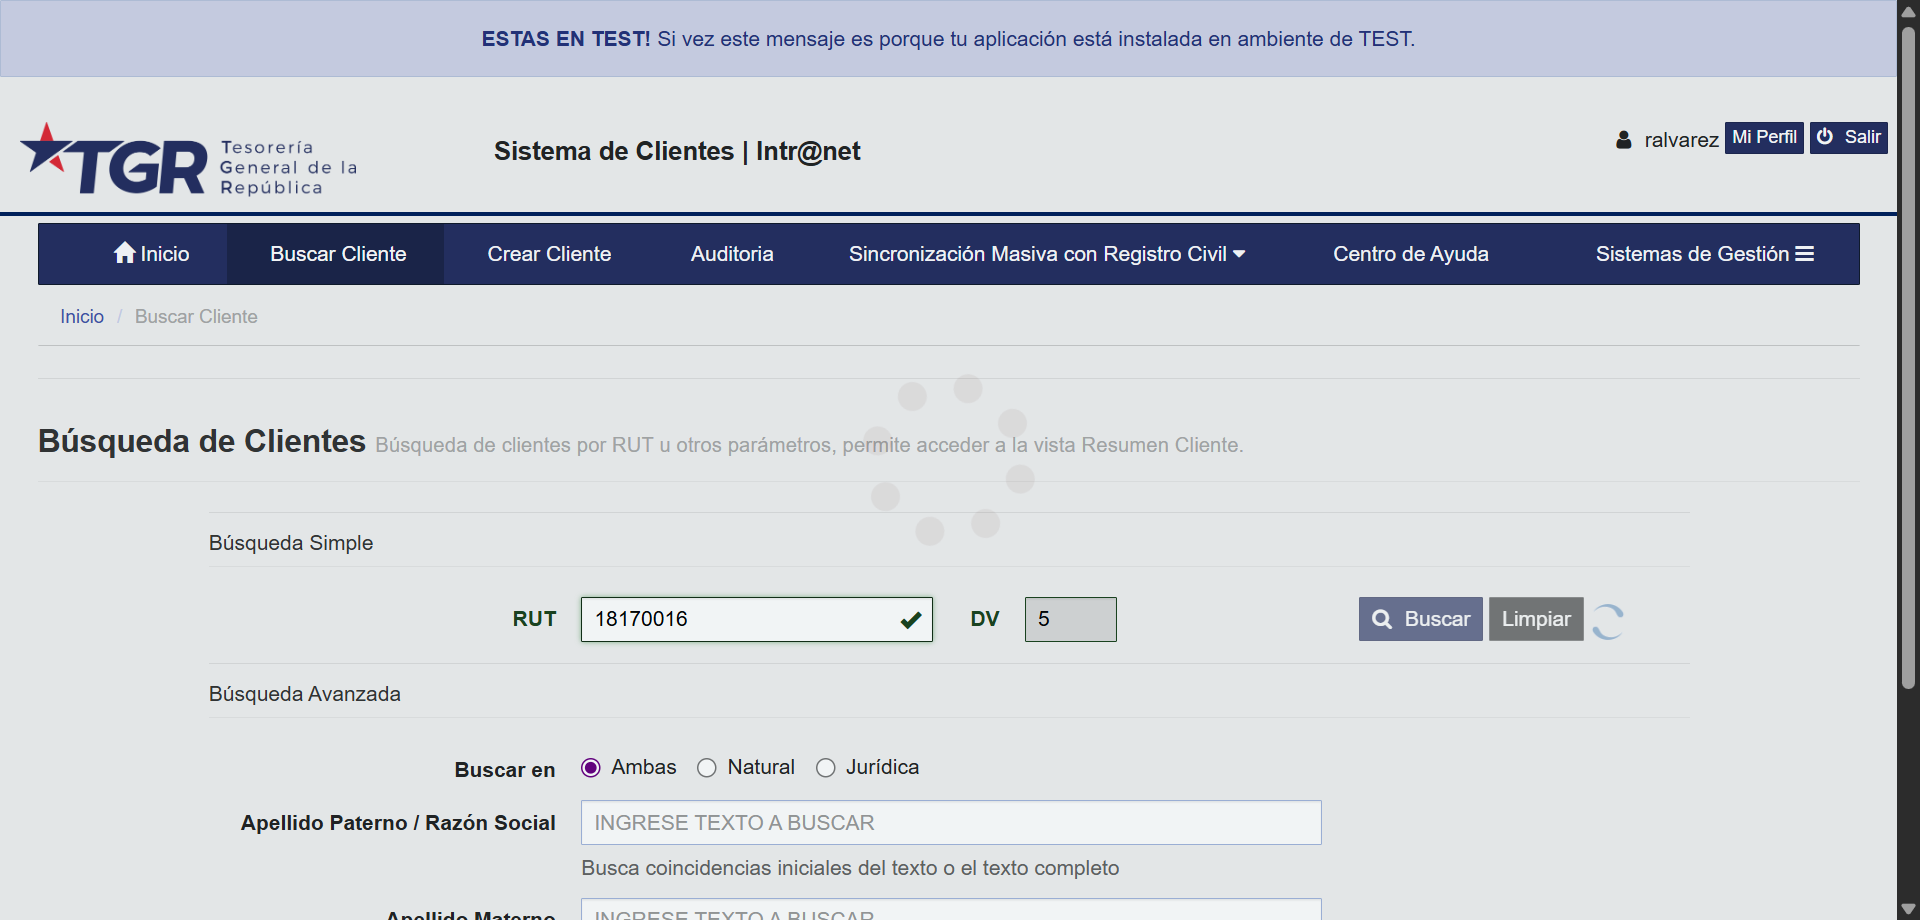 ESTAS EN TEST! Si vez este mensaje es porque tu aplicación está instalada en ambiente de TEST.
TGR Tesorería General de la República
Sistema de Clientes | Intr@net
ralvarez Mi Perfil Salir
Inicio Buscar Cliente Crear Cliente Auditoria Sincronización Masiva con Registro Civil Centro de Ayuda Sistemas de Gestión
Inicio / Buscar Cliente
Búsqueda de Clientes Búsqueda de clientes por RUT u otros parámetros, permite acceder a la vista Resumen Cliente.
Búsqueda Simple
RUT 18170016 DV 5 Buscar Limpiar
Búsqueda Avanzada
Buscar en Ambas Natural Jurídica
Apellido Paterno / Razón Social INGRESE TEXTO A BUSCAR
Busca coincidencias iniciales del texto o el texto completo
Apellido Materno INGRESE TEXTO A BUSCAR